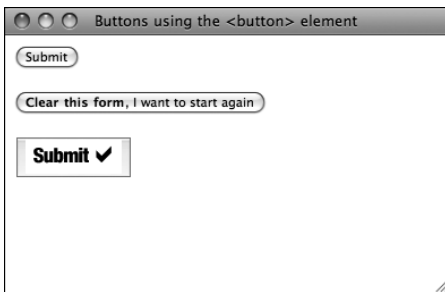 Buttons using the <button> element
Submit
Clear this form, I want to start again
Submit ✔